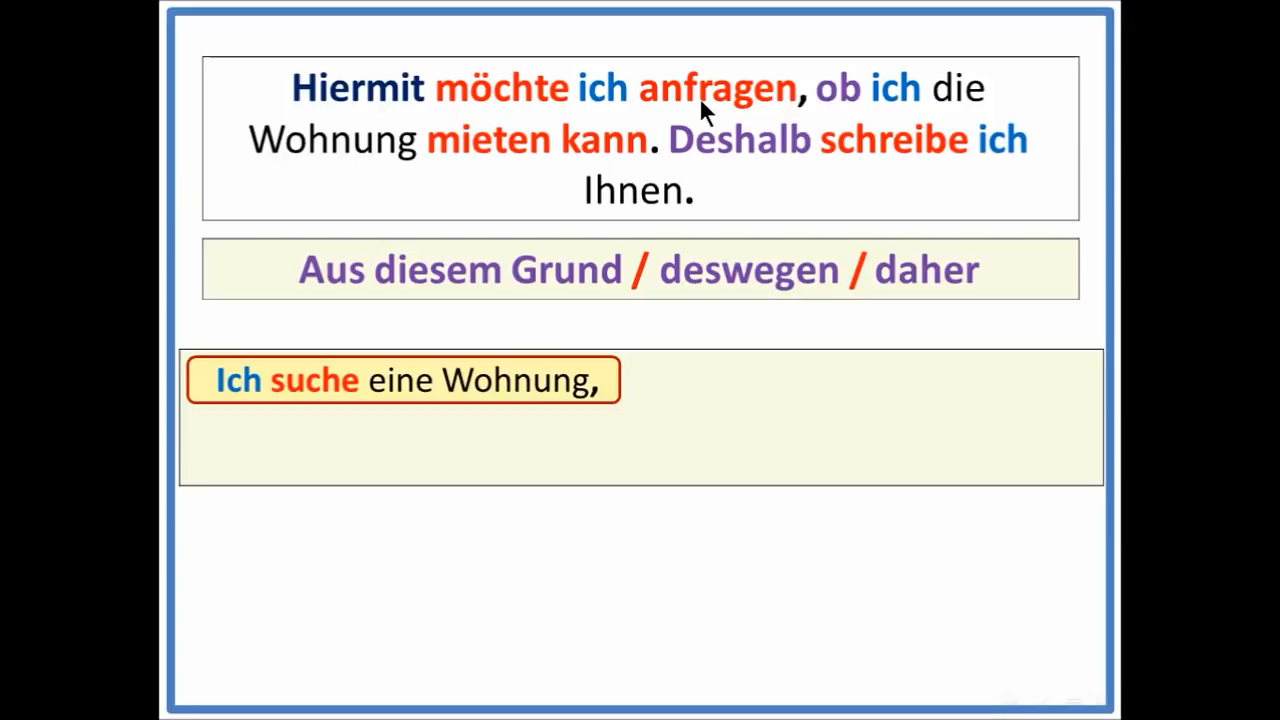 Hiermit möchte ich anfragen, ob ich die
Wohnung mieten kann. Deshalb schreibe ich
Ihnen.
Aus diesem Grund / deswegen / daher
Ich suche eine Wohnung,